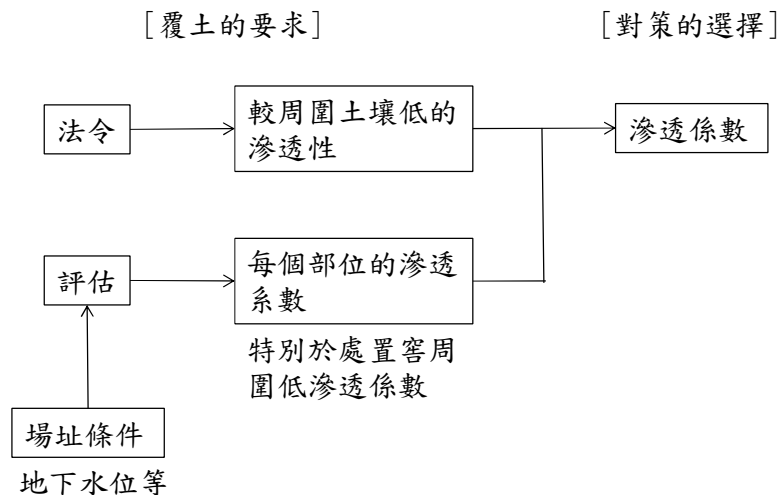 [覆土的要求]
[對策的選擇]
法令
較周圍土壤低的
滲透性
滲透係數
評估
每個部位的滲透
系數
特別於處置窖周
圍低滲透係數
場址條件
地下水位等